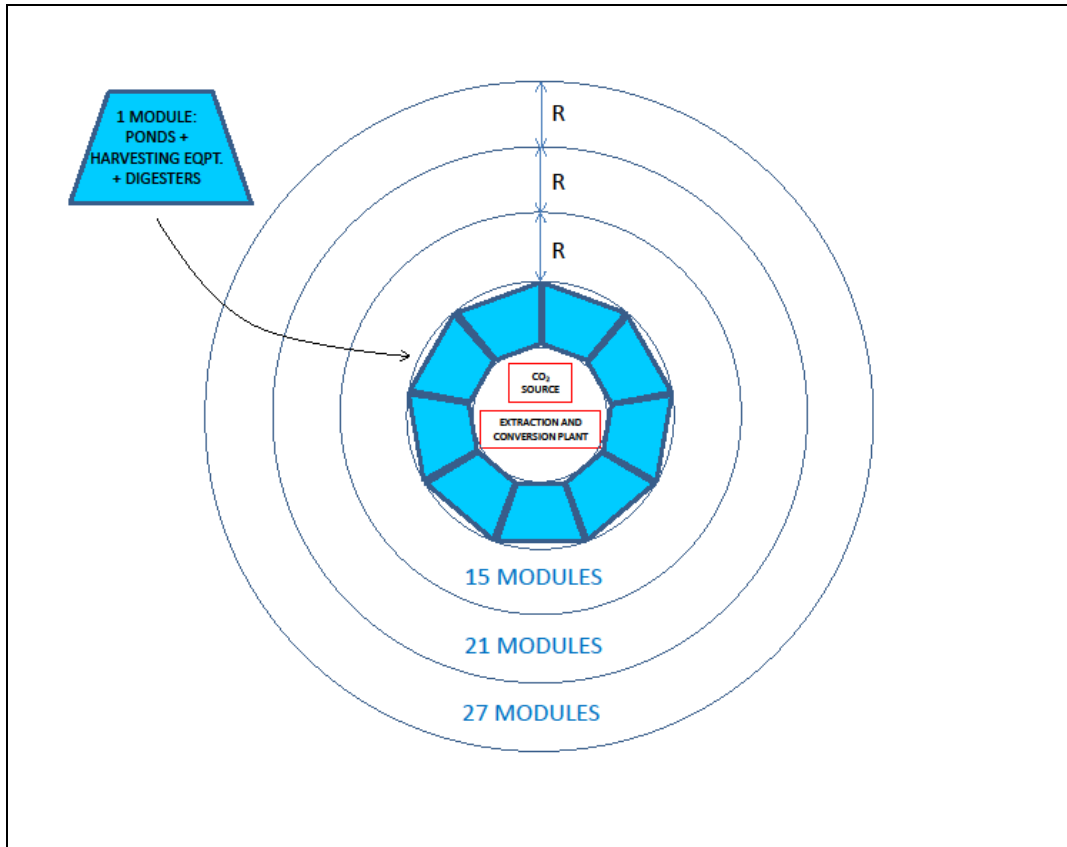 1 MODULE:
PONDS +
HARVESTING EQPT.
+ DIGESTERS
R
R
R
CO₂
SOURCE
EXTRACTION AND
CONVERSION PLANT
15 MODULES
21 MODULES
27 MODULES